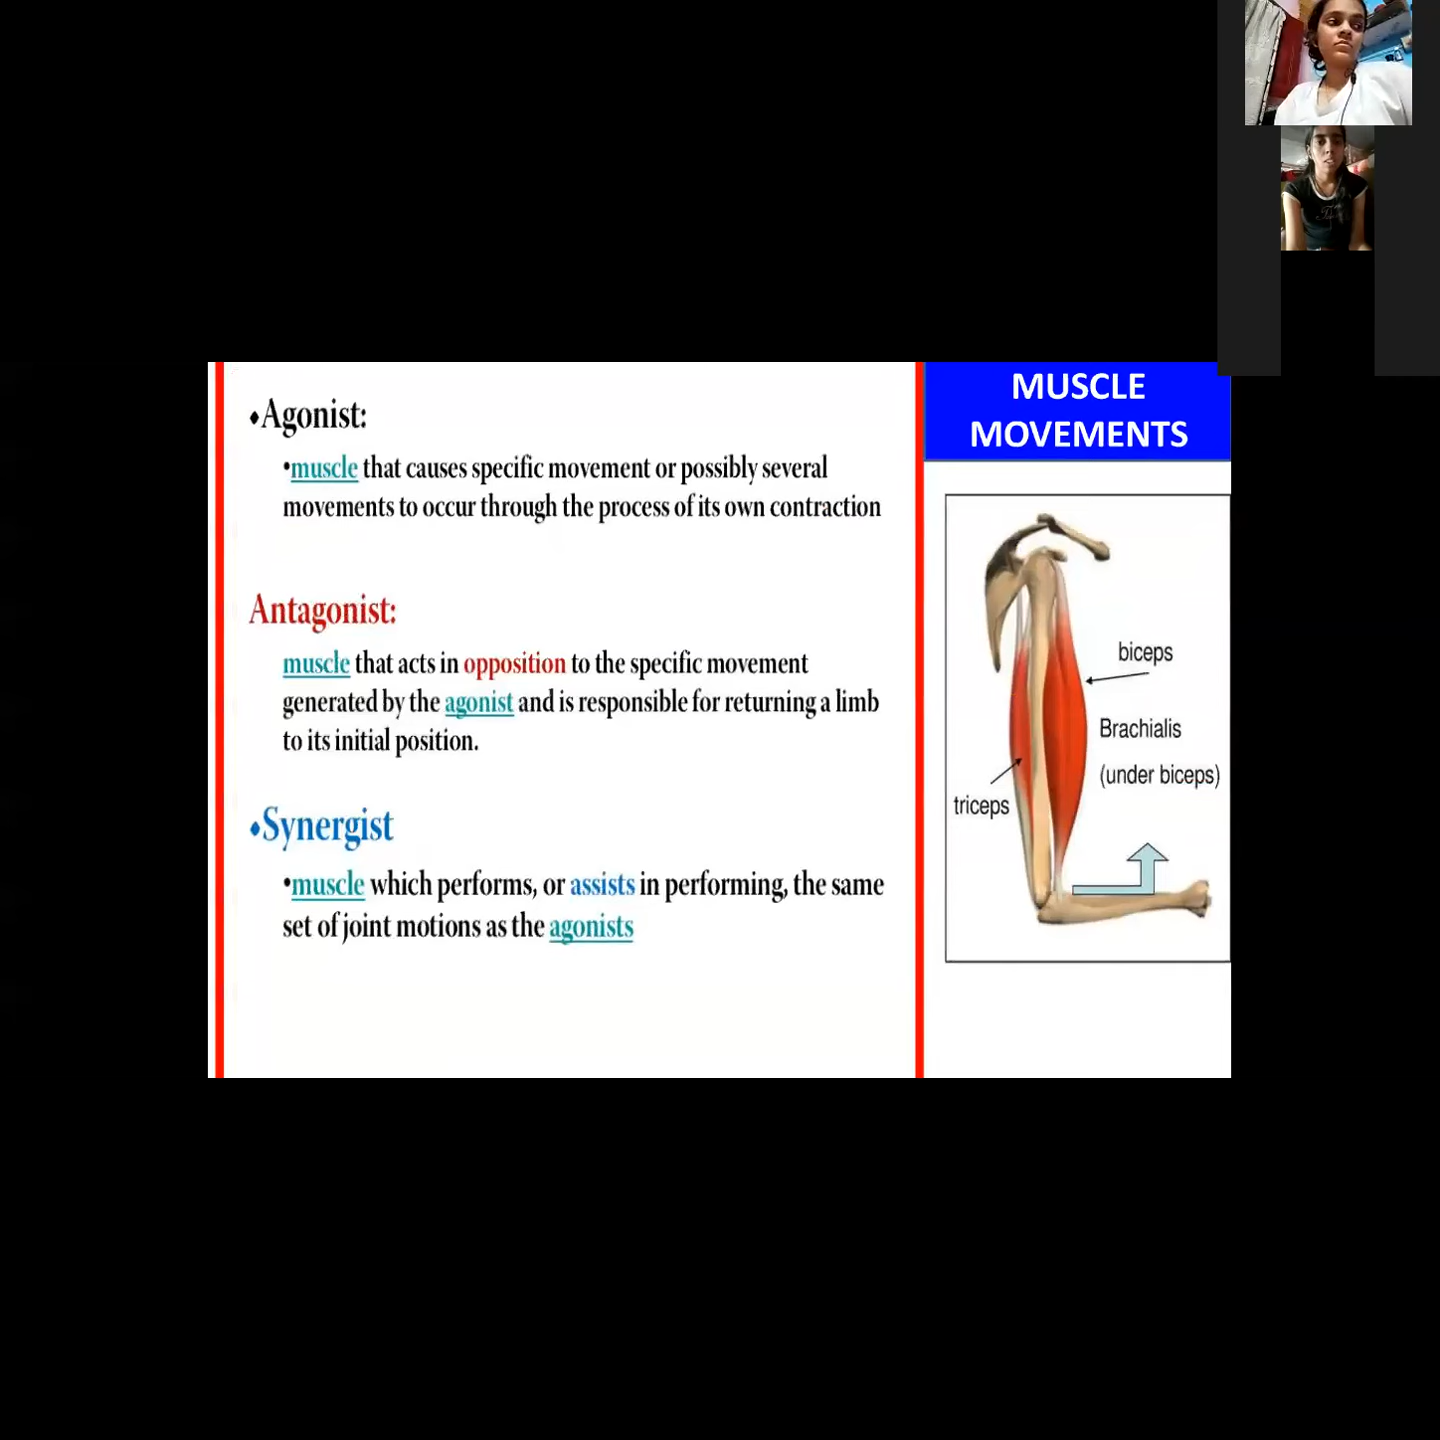 •Agonist:
•muscle that causes specific movement or possibly several
movements to occur through the process of its own contraction
Antagonist:
muscle that acts in opposition to the specific movement
generated by the agonist and is responsible for returning a limb
to its initial position.
•Synergist
•muscle which performs, or assists in performing, the same
set of joint motions as the agonists
MUSCLE
MOVEMENTS
biceps
Brachialis
(under biceps)
triceps